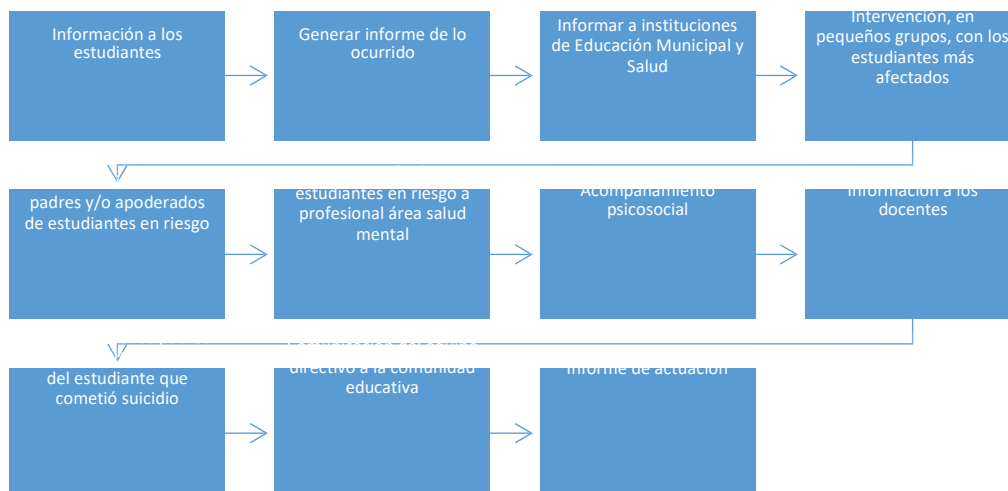 Información a los
estudiantes
Generar informe de lo
ocurrido
Informar a instituciones
de Educación Municipal y
Salud
Intervención, en
pequeños grupos, con los
estudiantes más
afectados
padres y/o apoderados
de estudiantes en riesgo
estudiantes en riesgo a
profesional área salud
mental
Acompañamiento
psicosocial
Información a los
docentes
del estudiante que
cometió suicidio
directivo a la comunidad
educativa
Informe de actuación